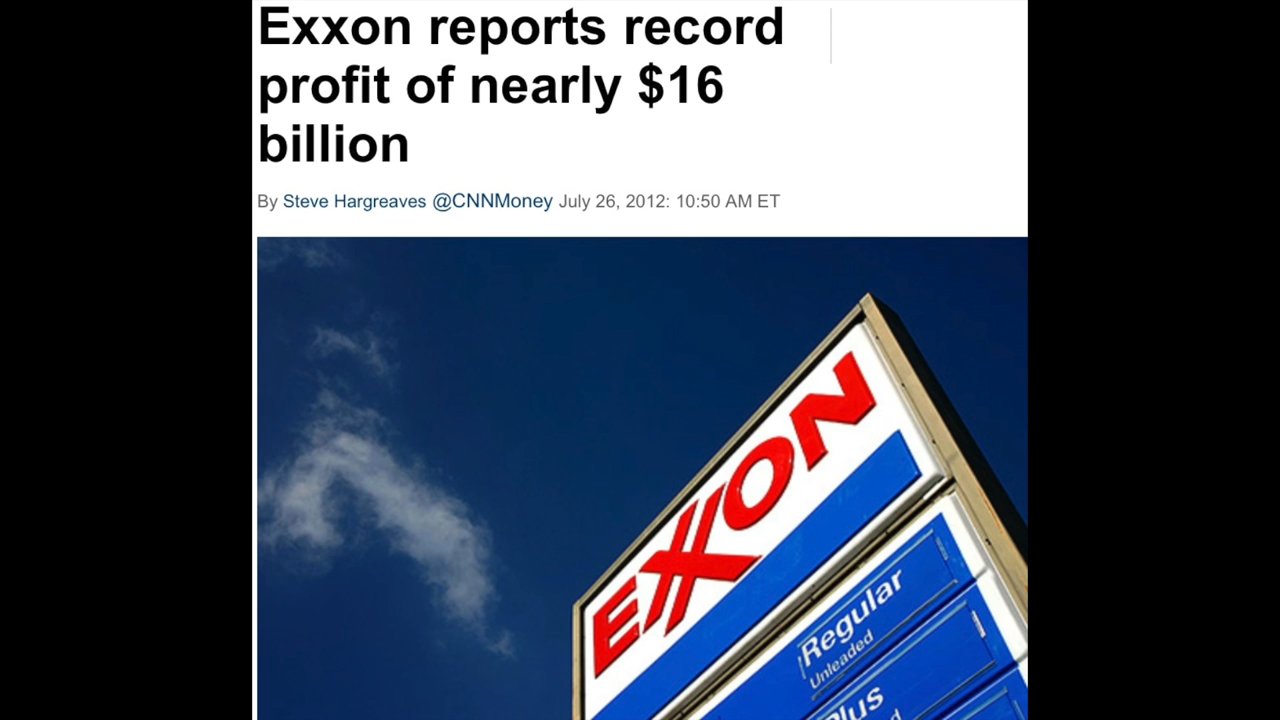 Exxon reports record
profit of nearly $16
billion
By Steve Hargreaves @CNNMoney July 26, 2012: 10:50 AM ET
EXXON
Regular
Unleaded